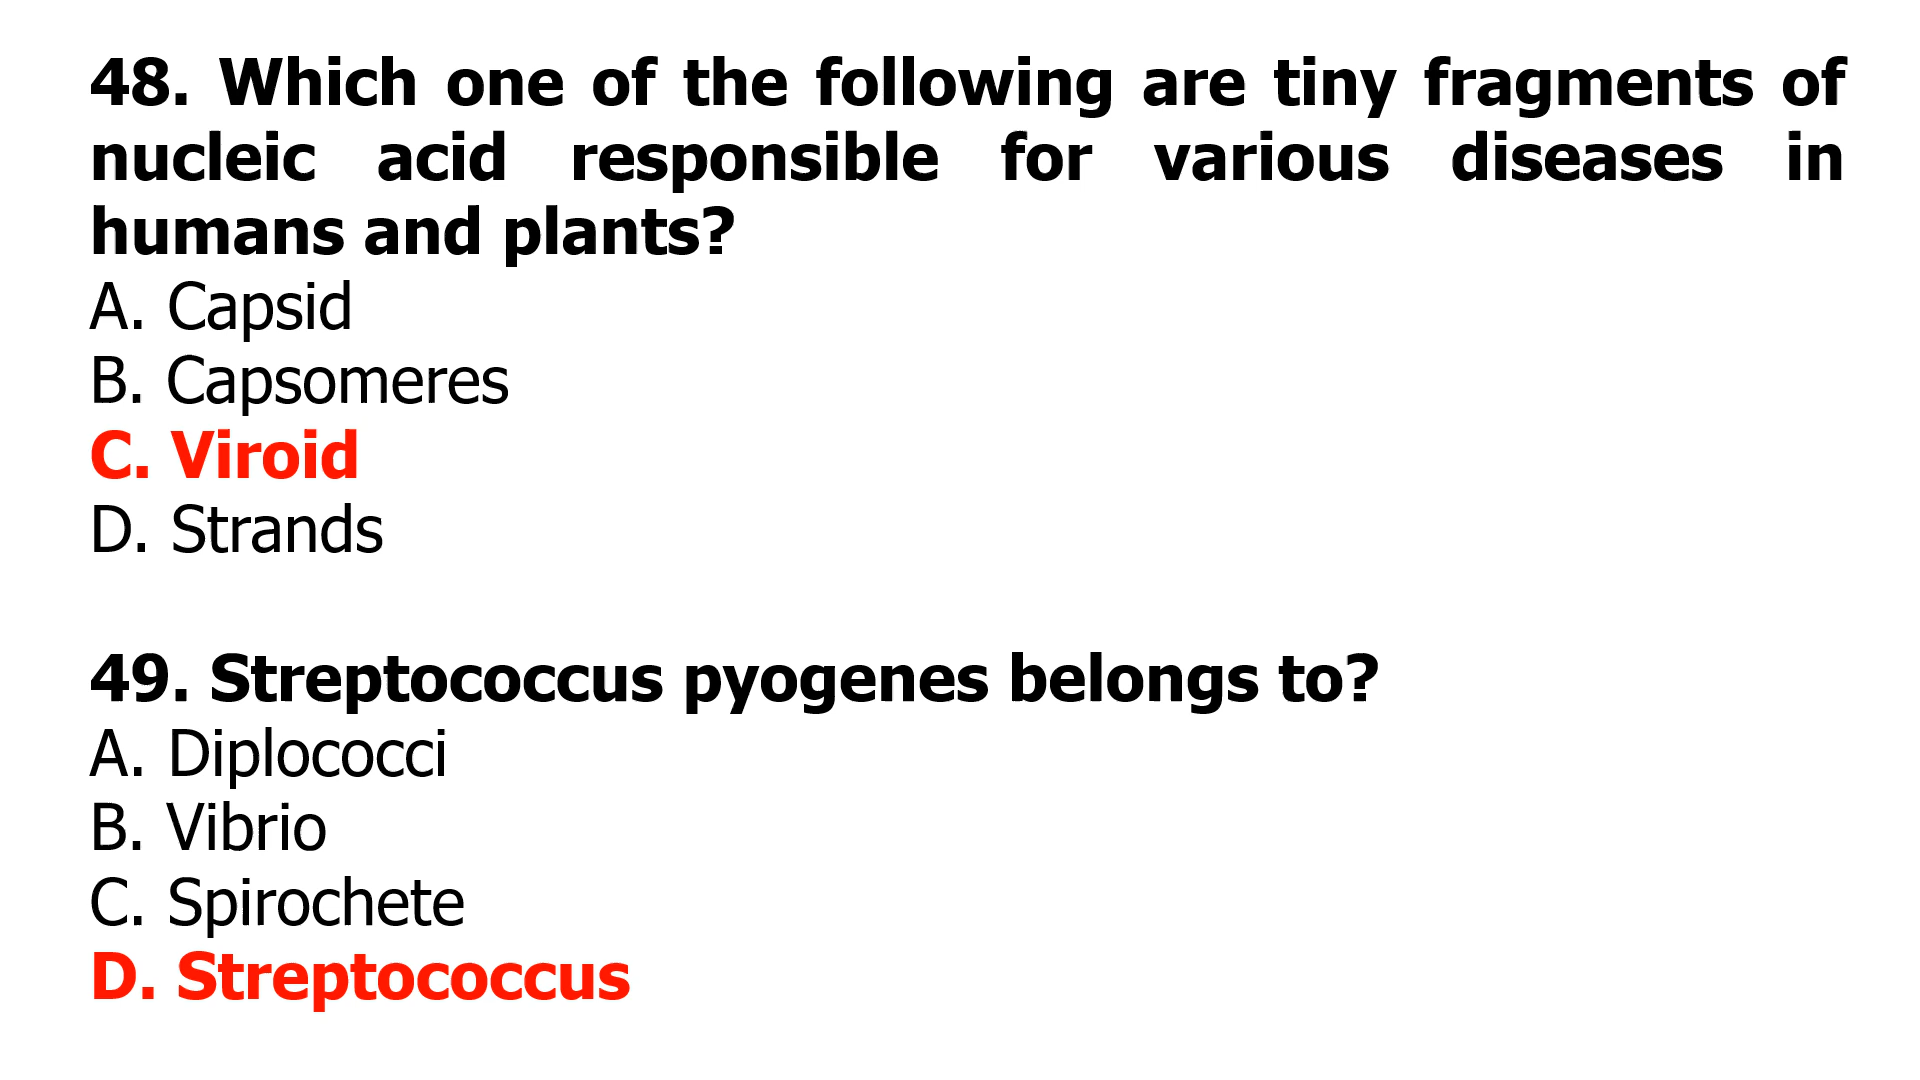 48. Which one of the following are tiny fragments of
nucleic acid responsible for various diseases in
humans and plants?
A. Capsid
B. Capsomeres
C. Viroid
D. Strands
49. Streptococcus pyogenes belongs to?
A. Diplococci
B. Vibrio
C. Spirochete
D. Streptococcus